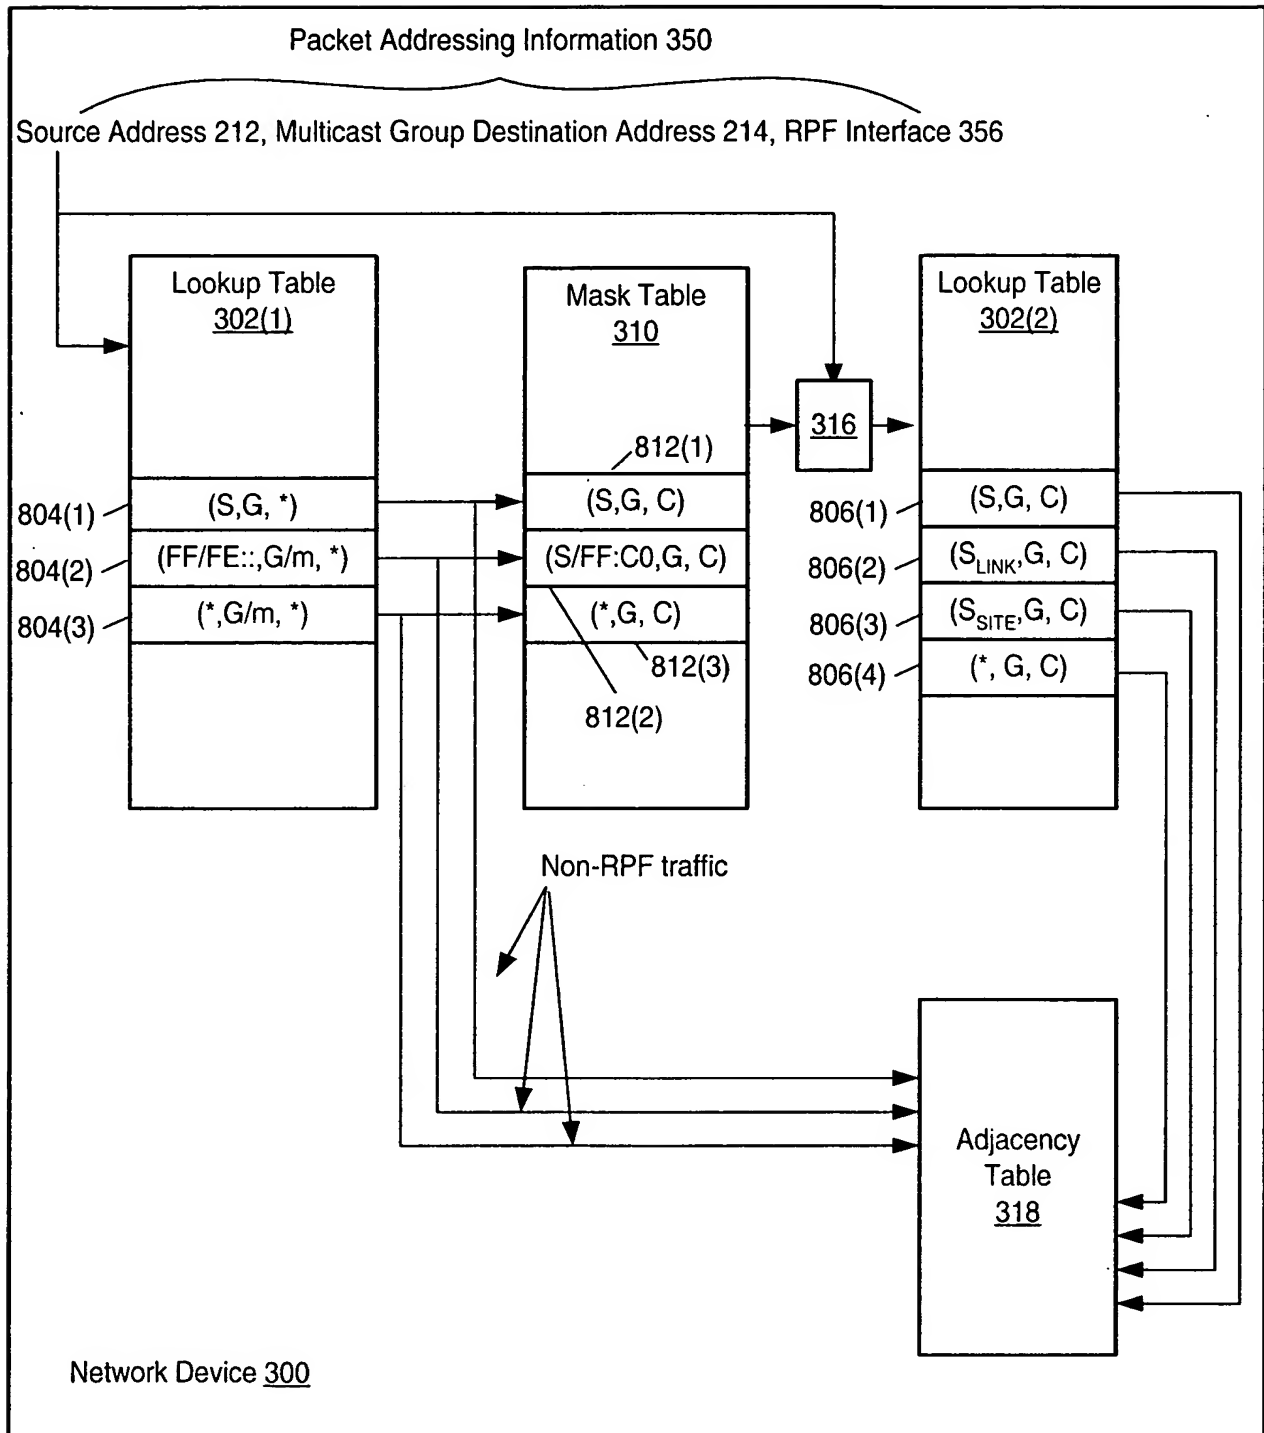 Packet Addressing Information 350
Source Address 212, Multicast Group Destination Address 214, RPF Interface 356
Lookup Table
302(1)
Mask Table
310
Lookup Table
302(2)
316
812(1)
804(1)
(S,G, *)
(S,G, C)
806(1)
(S,G, C)
804(2)
(FF/FE::,G/m, *)
(S/FF:C0,G, C)
806(2)
(SLINK,G, C)
804(3)
(*,G/m, *)
(*,G, C)
806(3)
(SSITE,G, C)
812(3)
806(4)
(*, G, C)
812(2)
Non-RPF traffic
Adjacency
Table
318
Network Device 300